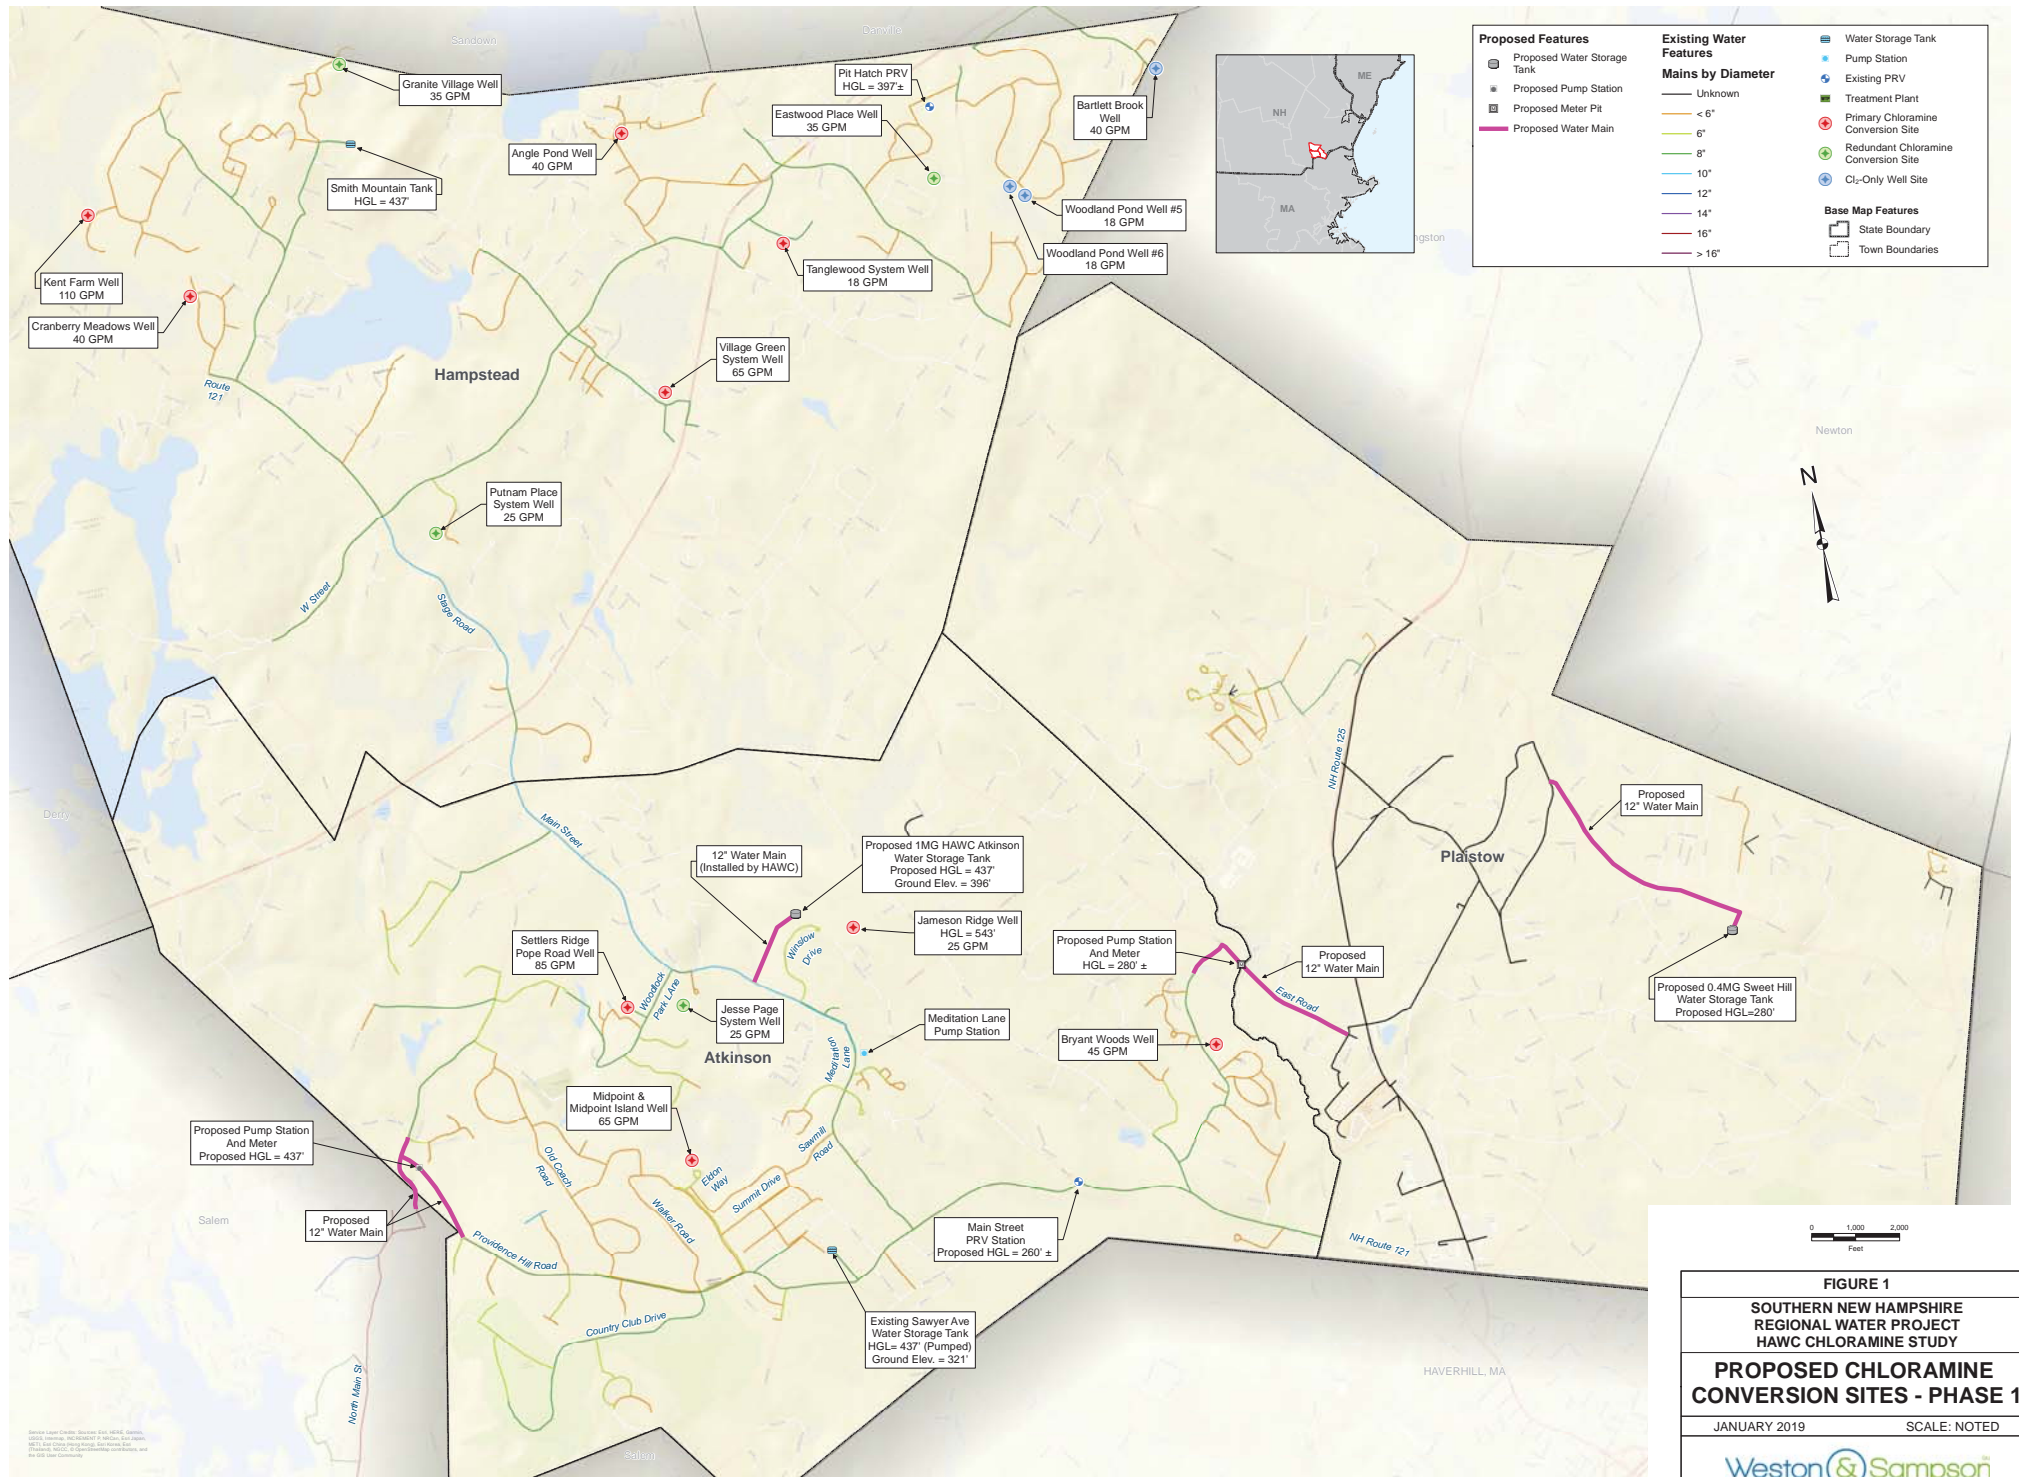 Sandown
Danville
Granite Village Well
35 GPM
Pit Hatch PRV
HGL = 397'±
Eastwood Place Well
35 GPM
Bartlett Brook
Well
40 GPM
Angle Pond Well
40 GPM
Smith Mountain Tank
HGL = 437'
Woodland Pond Well #5
18 GPM
Woodland Pond Well #6
18 GPM
Tanglewood System Well
18 GPM
Kent Farm Well
110 GPM
Cranberry Meadows Well
40 GPM
Village Green
System Well
65 GPM
Hampstead
Route
121
Putnam Place
System Well
25 GPM
W Street
Stage Road
NH
ME
MA
Proposed Features
Proposed Water Storage
Tank
Proposed Pump Station
Proposed Meter Pit
Proposed Water Main
Existing Water
Features
Mains by Diameter
Unknown
< 6"
6"
8"
10"
12"
14"
16"
> 16"
Water Storage Tank
Pump Station
Existing PRV
Treatment Plant
Primary Chloramine
Conversion Site
Redundant Chloramine
Conversion Site
Cl₂-Only Well Site
Base Map Features
State Boundary
Town Boundaries
Newton
N
Derry
Main Street
12" Water Main
(Installed by HAWC)
Proposed 1MG HAWC Atkinson
Water Storage Tank
Proposed HGL = 437'
Ground Elev. = 396'
Jameson Ridge Well
HGL = 543'
25 GPM
Winslow
Drive
Settlers Ridge
Pope Road Well
85 GPM
Woodlock
Park LAne
Jesse Page
System Well
25 GPM
Atkinson
Meditation Lane
Pump Station
Meditation
Lane
Midpoint &
Midpoint Island Well
65 GPM
Proposed Pump Station
And Meter
HGL = 280' ±
Proposed
12" Water Main
East Road
Bryant Woods Well
45 GPM
NH Route 125
Plaistow
Proposed
12" Water Main
Proposed 0.4MG Sweet Hill
Water Storage Tank
Proposed HGL=280'
Proposed Pump Station
And Meter
Proposed HGL = 437'
Proposed
12" Water Main
Salem
Old Coach
Road
Walker Road
Eldon
Way
Summit Drive
Sawmill
Road
Providence Hill Road
Country Club Drive
Main Street
PRV Station
Proposed HGL = 260' ±
NH Route 121
Existing Sawyer Ave
Water Storage Tank
HGL= 437' (Pumped)
Ground Elev. = 321'
North Main St
Salem
HAVERHILL, MA
0 1,000 2,000
Feet
FIGURE 1
SOUTHERN NEW HAMPSHIRE
REGIONAL WATER PROJECT
HAWC CHLORAMINE STUDY
PROPOSED CHLORAMINE
CONVERSION SITES - PHASE 1
JANUARY 2019 SCALE: NOTED
Weston & Sampson